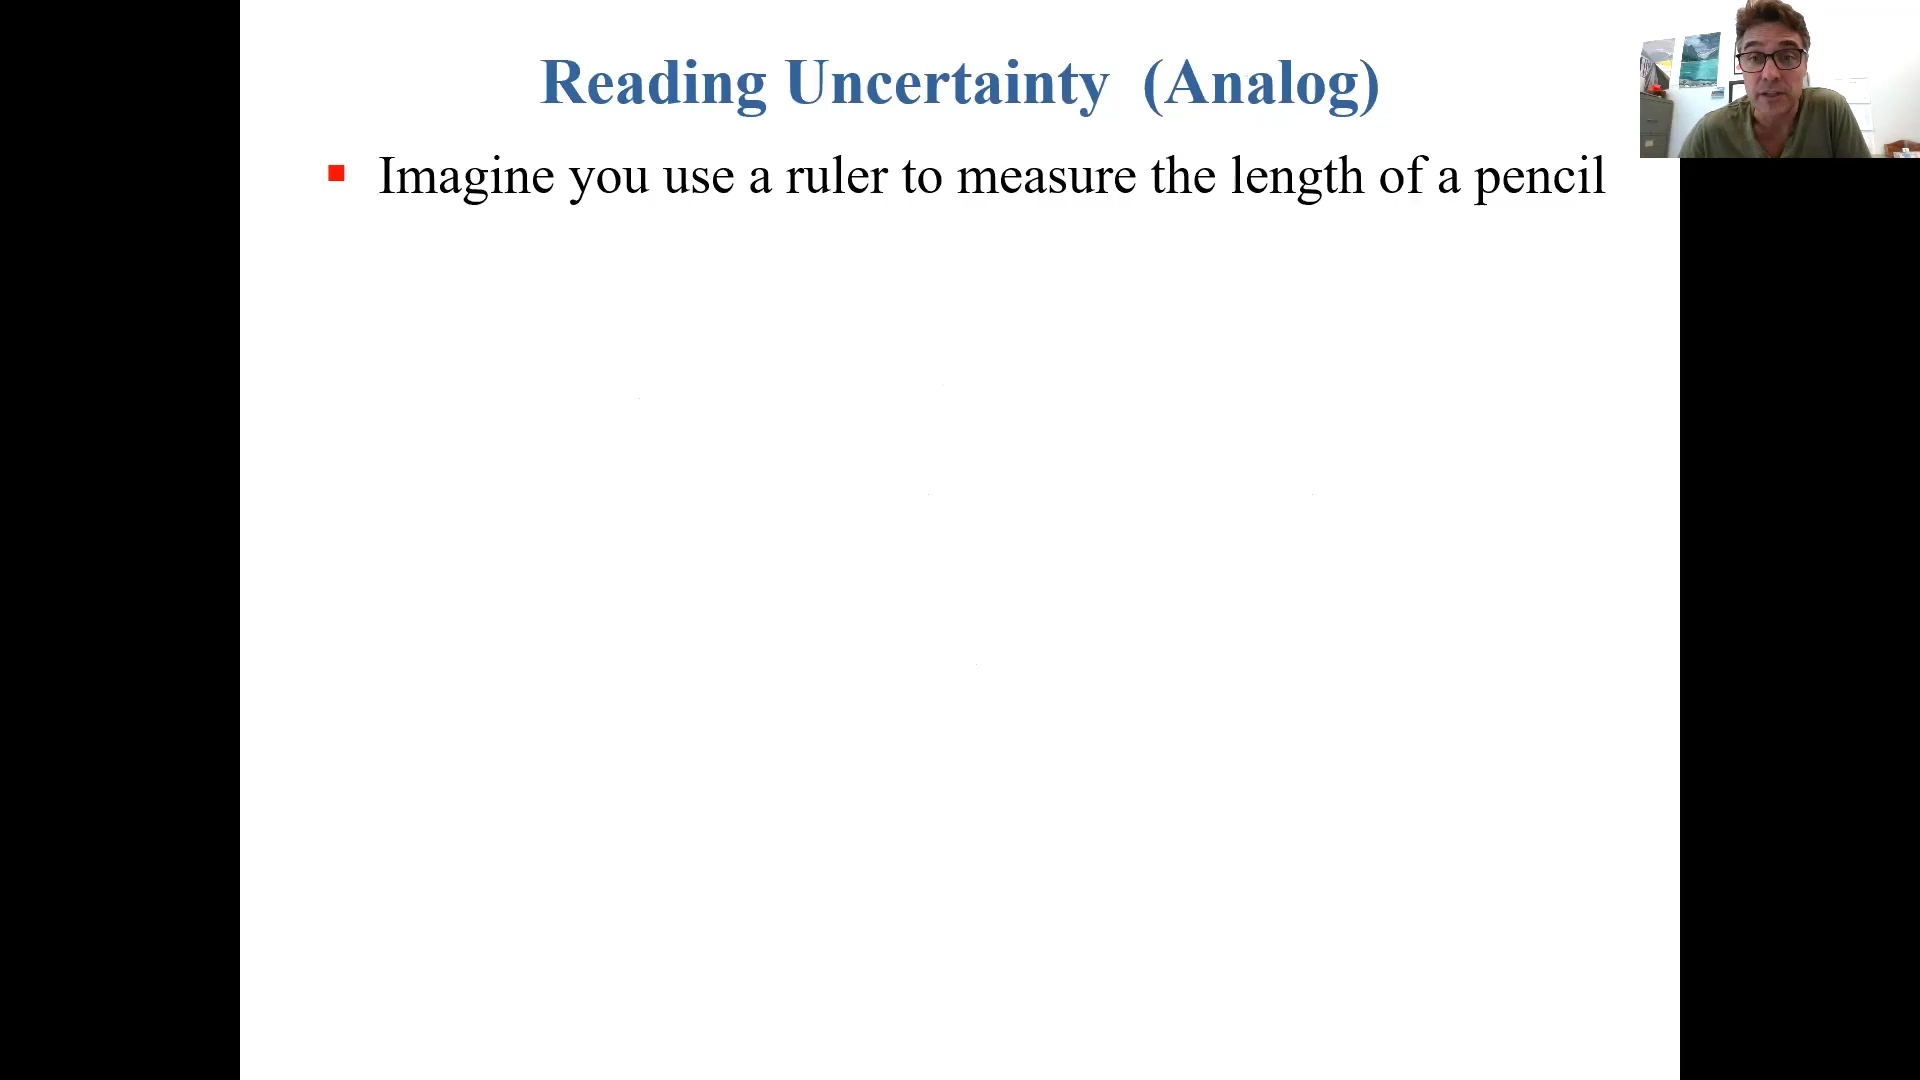 Reading Uncertainty (Analog)
Imagine you use a ruler to measure the length of a pencil